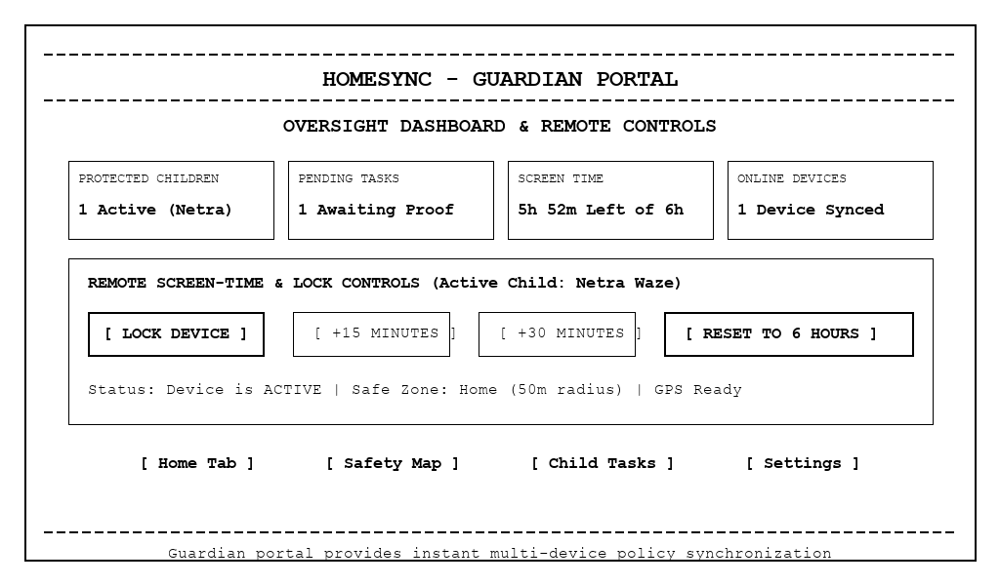 HOMESYNC - GUARDIAN PORTAL
OVERSIGHT DASHBOARD & REMOTE CONTROLS
PROTECTED CHILDREN
1 Active (Netra)
PENDING TASKS
1 Awaiting Proof
SCREEN TIME
5h 52m Left of 6h
ONLINE DEVICES
1 Device Synced
REMOTE SCREEN-TIME & LOCK CONTROLS (Active Child: Netra Waze)
[ LOCK DEVICE ] [ +15 MINUTES ] [ +30 MINUTES ] [ RESET TO 6 HOURS ]
Status: Device is ACTIVE | Safe Zone: Home (50m radius) | GPS Ready
[ Home Tab ] [ Safety Map ] [ Child Tasks ] [ Settings ]
Guardian portal provides instant multi-device policy synchronization